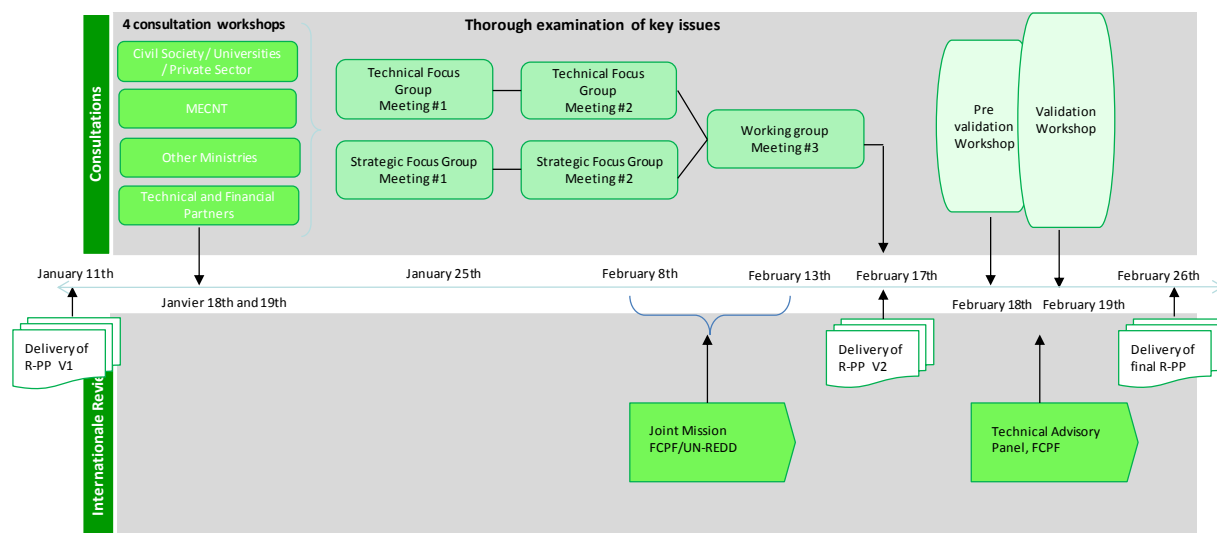 4 consultation workshops
Thorough examination of key issues
Consultations
Civil Society/ Universities
/ Private Sector
MECNT
Other Ministries
Technical and Financial
Partners
Technical Focus
Group
Meeting #1
Technical Focus
Group
Meeting #2
Strategic Focus Group
Meeting #1
Strategic Focus Group
Meeting #2
Working group
Meeting #3
Pre
validation
Workshop
Validation
Workshop
January 11th
Janvier 18th and 19th
January 25th
February 8th
February 13th
February 17th
February 18th
February 19th
February 26th
Internationale Revie
Delivery of
R-PP V1
Joint Mission
FCPF/UN-REDD
Delivery of
R-PP V2
Technical Advisory
Panel, FCPF
Delivery of
final R-PP